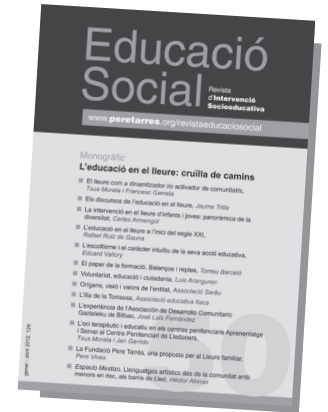 Educació
Social
Revista
d'Intervenció
Socioeducativa
www.peretarres.org/revistaeducaciosocial
Monogràfic
L'educació en el lleure: cruïlla de camins
El lleure com a dinamitzador i/o activador de comunitat/s,
Txus Morata i Francesc Garreta
Els discursos de l'educació en el lleure, Jaume Trilla
La intervenció en el lleure d'infants i joves: panoràmica de la
diversitat, Carles Armengol
L'educació en el lleure a l'inici del segle XXI,
Rafael Ruiz de Gauna
L'escoltisme i el caràcter intuïtiu de la seva acció educativa,
Eduard Vallory
El paper de la formació. Balanços i reptes, Tomeu Barceló
Voluntariat, educació i ciutadania, Luis Aranguren
Orígens, visió i valors de l'entitat, Associació Saräu
L'illa de la Torrassa, Associació educativa Itaca
L'experiència de l'Asociación de Desarrollo Comunitario
Gazteleku de Bilbao, José Luis Fernández
L'oci terapèutic i educatiu en els centres penitenciaris Aprenentatge
i Servei al Centre Penitenciari de Lledoners,
Txus Morata i Jan Garrido
La Fundació Pere Tarrés, una proposta per al Lleure familiar,
Pere Vives
Espacio Mestizo. Llenguatges artístics des de la comunitat amb
menors en risc, als barris de Lleó, Héctor Alonso
gener - abril 2012, 12€
50